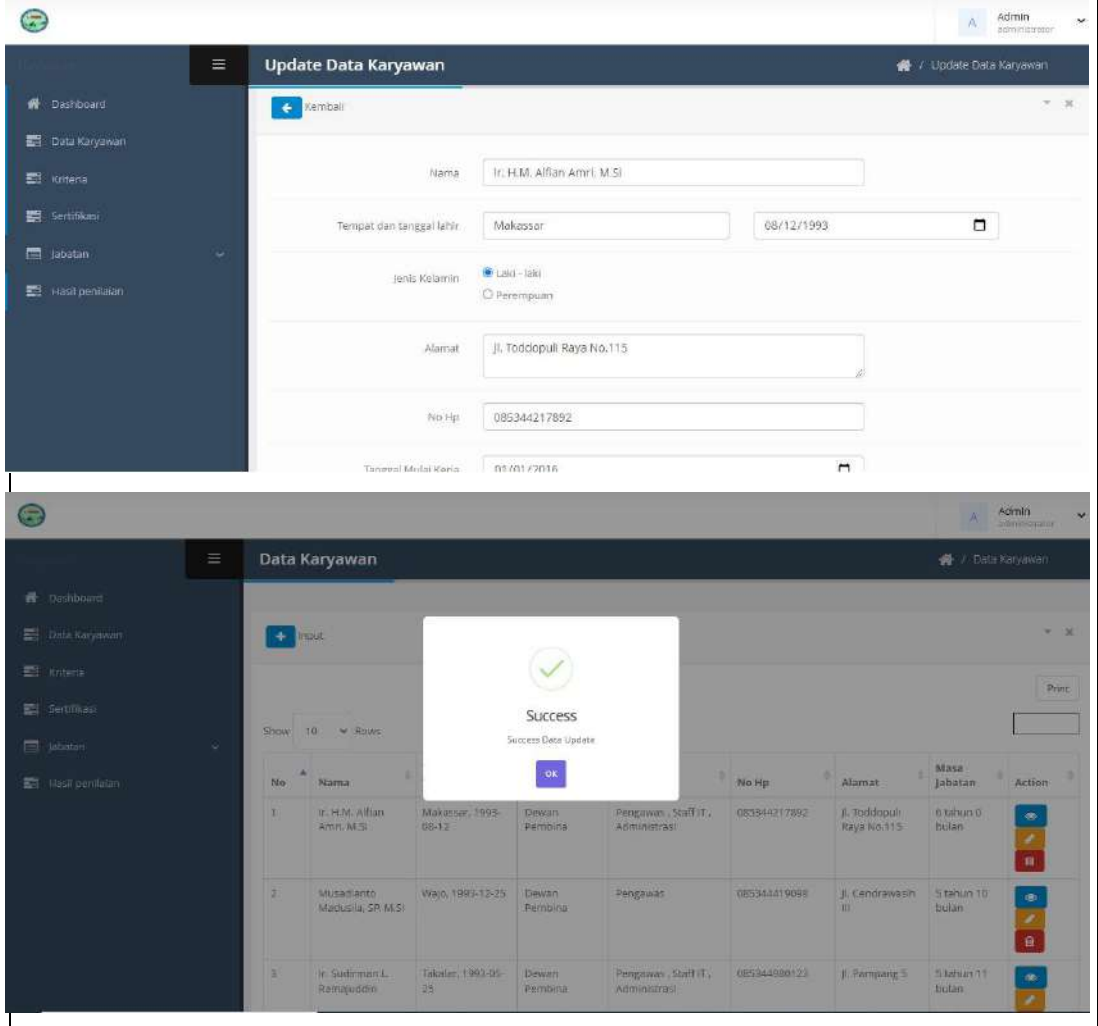 A Admin
administrator
Update Data Karyawan
/ Update Data Karyawan
Dashboard
Kembali
Data Karyawan
Kriteria
Nama Ir. H.M. Alfian Amri, M.Si
Sertifikasi
Tempat dan tanggal lahir Makassar 08/12/1993
Jabatan
Jenis Kelamin Laki - laki
Perempuan
Hasil penilaian
Alamat Jl. Toddopuli Raya No.115
No Hp 085344217892
Tanggal Mulai Kerja 01/01/2016
A Admin
administrator
Data Karyawan
/ Data Karyawan
Dashboard
Data Karyawan
Input
Kriteria
Sertifikasi
Print
Success
Show 10 Rows
Success Data Update
Jabatan
OK
Hasil penilaian
No Nama No Hp Alamat Masa Jabatan Action
1 Ir. H.M. Alfian Amri, M.Si Makassar, 1993-08-12 Dewan Pembina Pengawas , Staff IT , Administrasi 085344217892 Jl. Toddopuli Raya No.115 6 tahun 0 bulan
2 Musadianto Madusila, SP. M.Si Wajo, 1993-12-25 Dewan Pembina Pengawas 085344419098 Jl. Cendrawasih III 5 tahun 10 bulan
3 Ir. Sudirman L. Ramajuddin Takalar, 1993-05-25 Dewan Pembina Pengawas , Staff IT , Administrasi 085344980123 Jl. Pampang 5 5 tahun 11 bulan